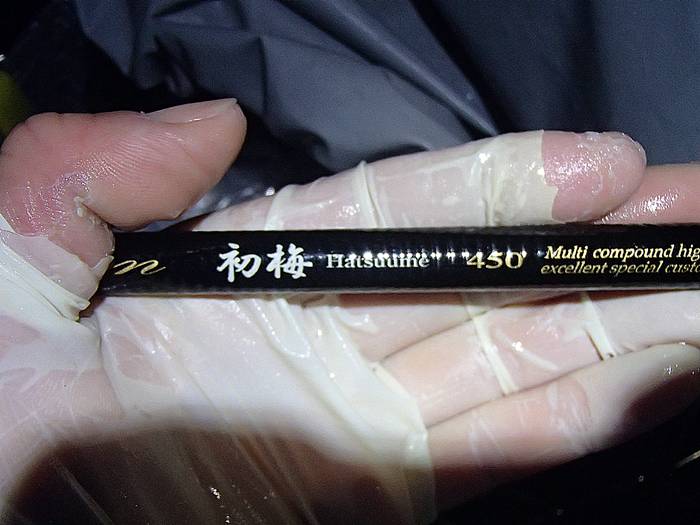 初梅 Hatsuume 450
Multi compound
excellent special